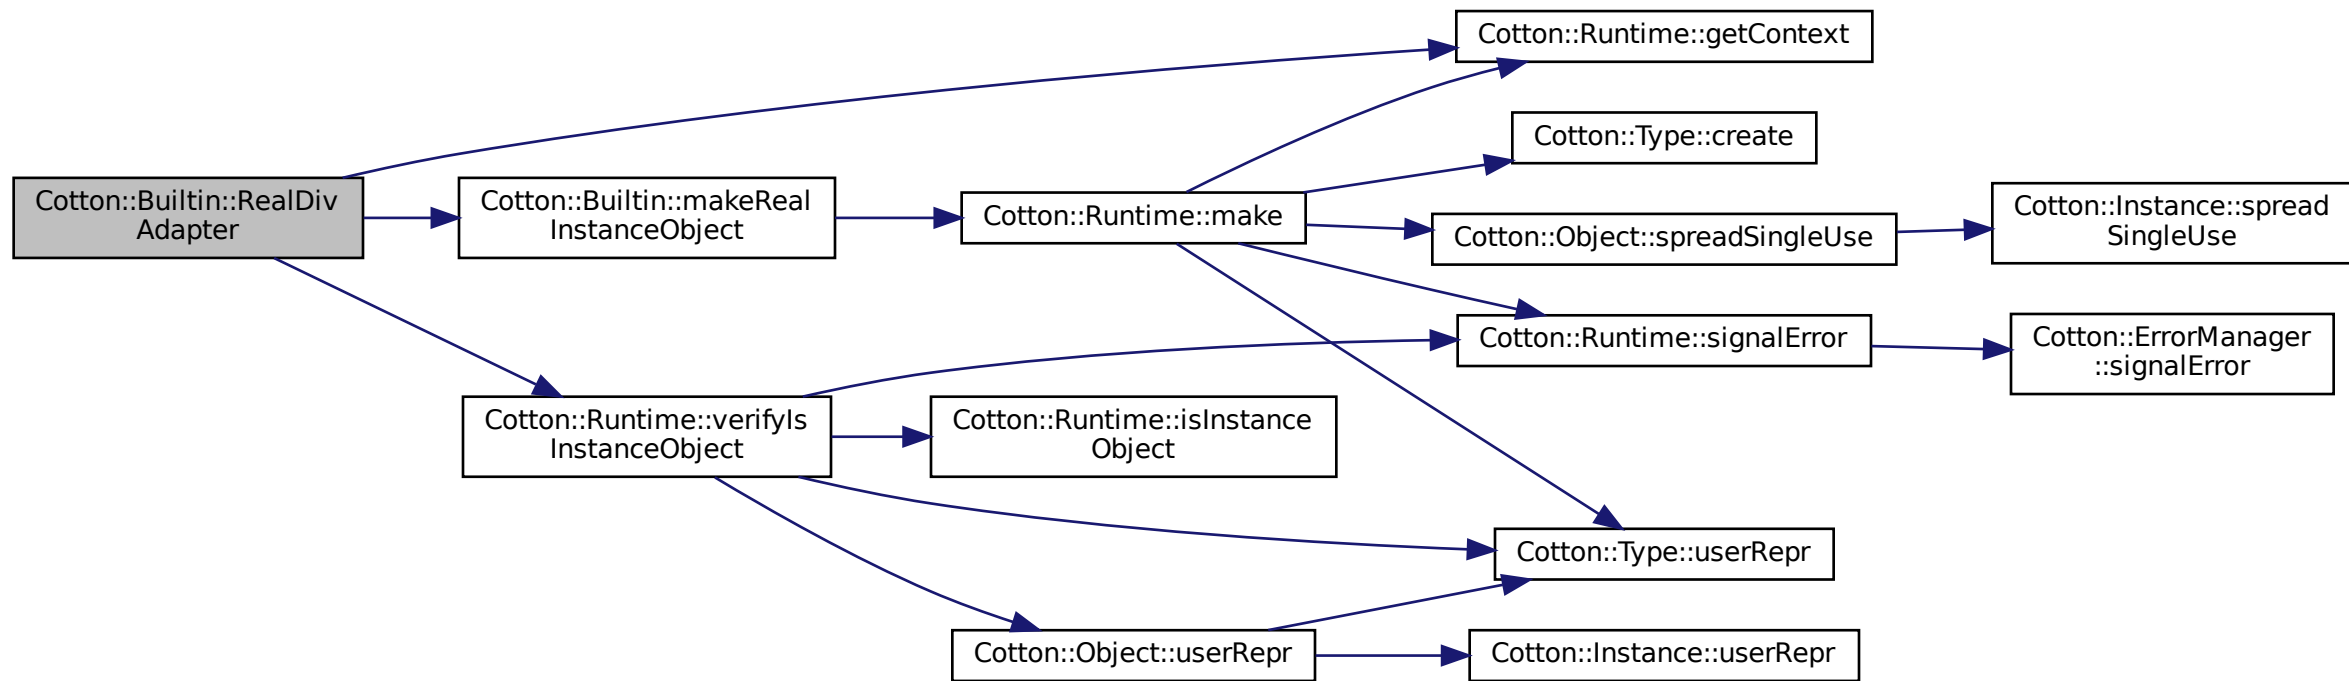 Cotton::Builtin::RealDiv
Adapter
Cotton::Runtime::getContext
Cotton::Builtin::makeReal
InstanceObject
Cotton::Runtime::make
Cotton::Type::create
Cotton::Object::spreadSingleUse
Cotton::Instance::spread
SingleUse
Cotton::Runtime::signalError
Cotton::ErrorManager
::signalError
Cotton::Runtime::verifyIs
InstanceObject
Cotton::Runtime::isInstance
Object
Cotton::Type::userRepr
Cotton::Object::userRepr
Cotton::Instance::userRepr